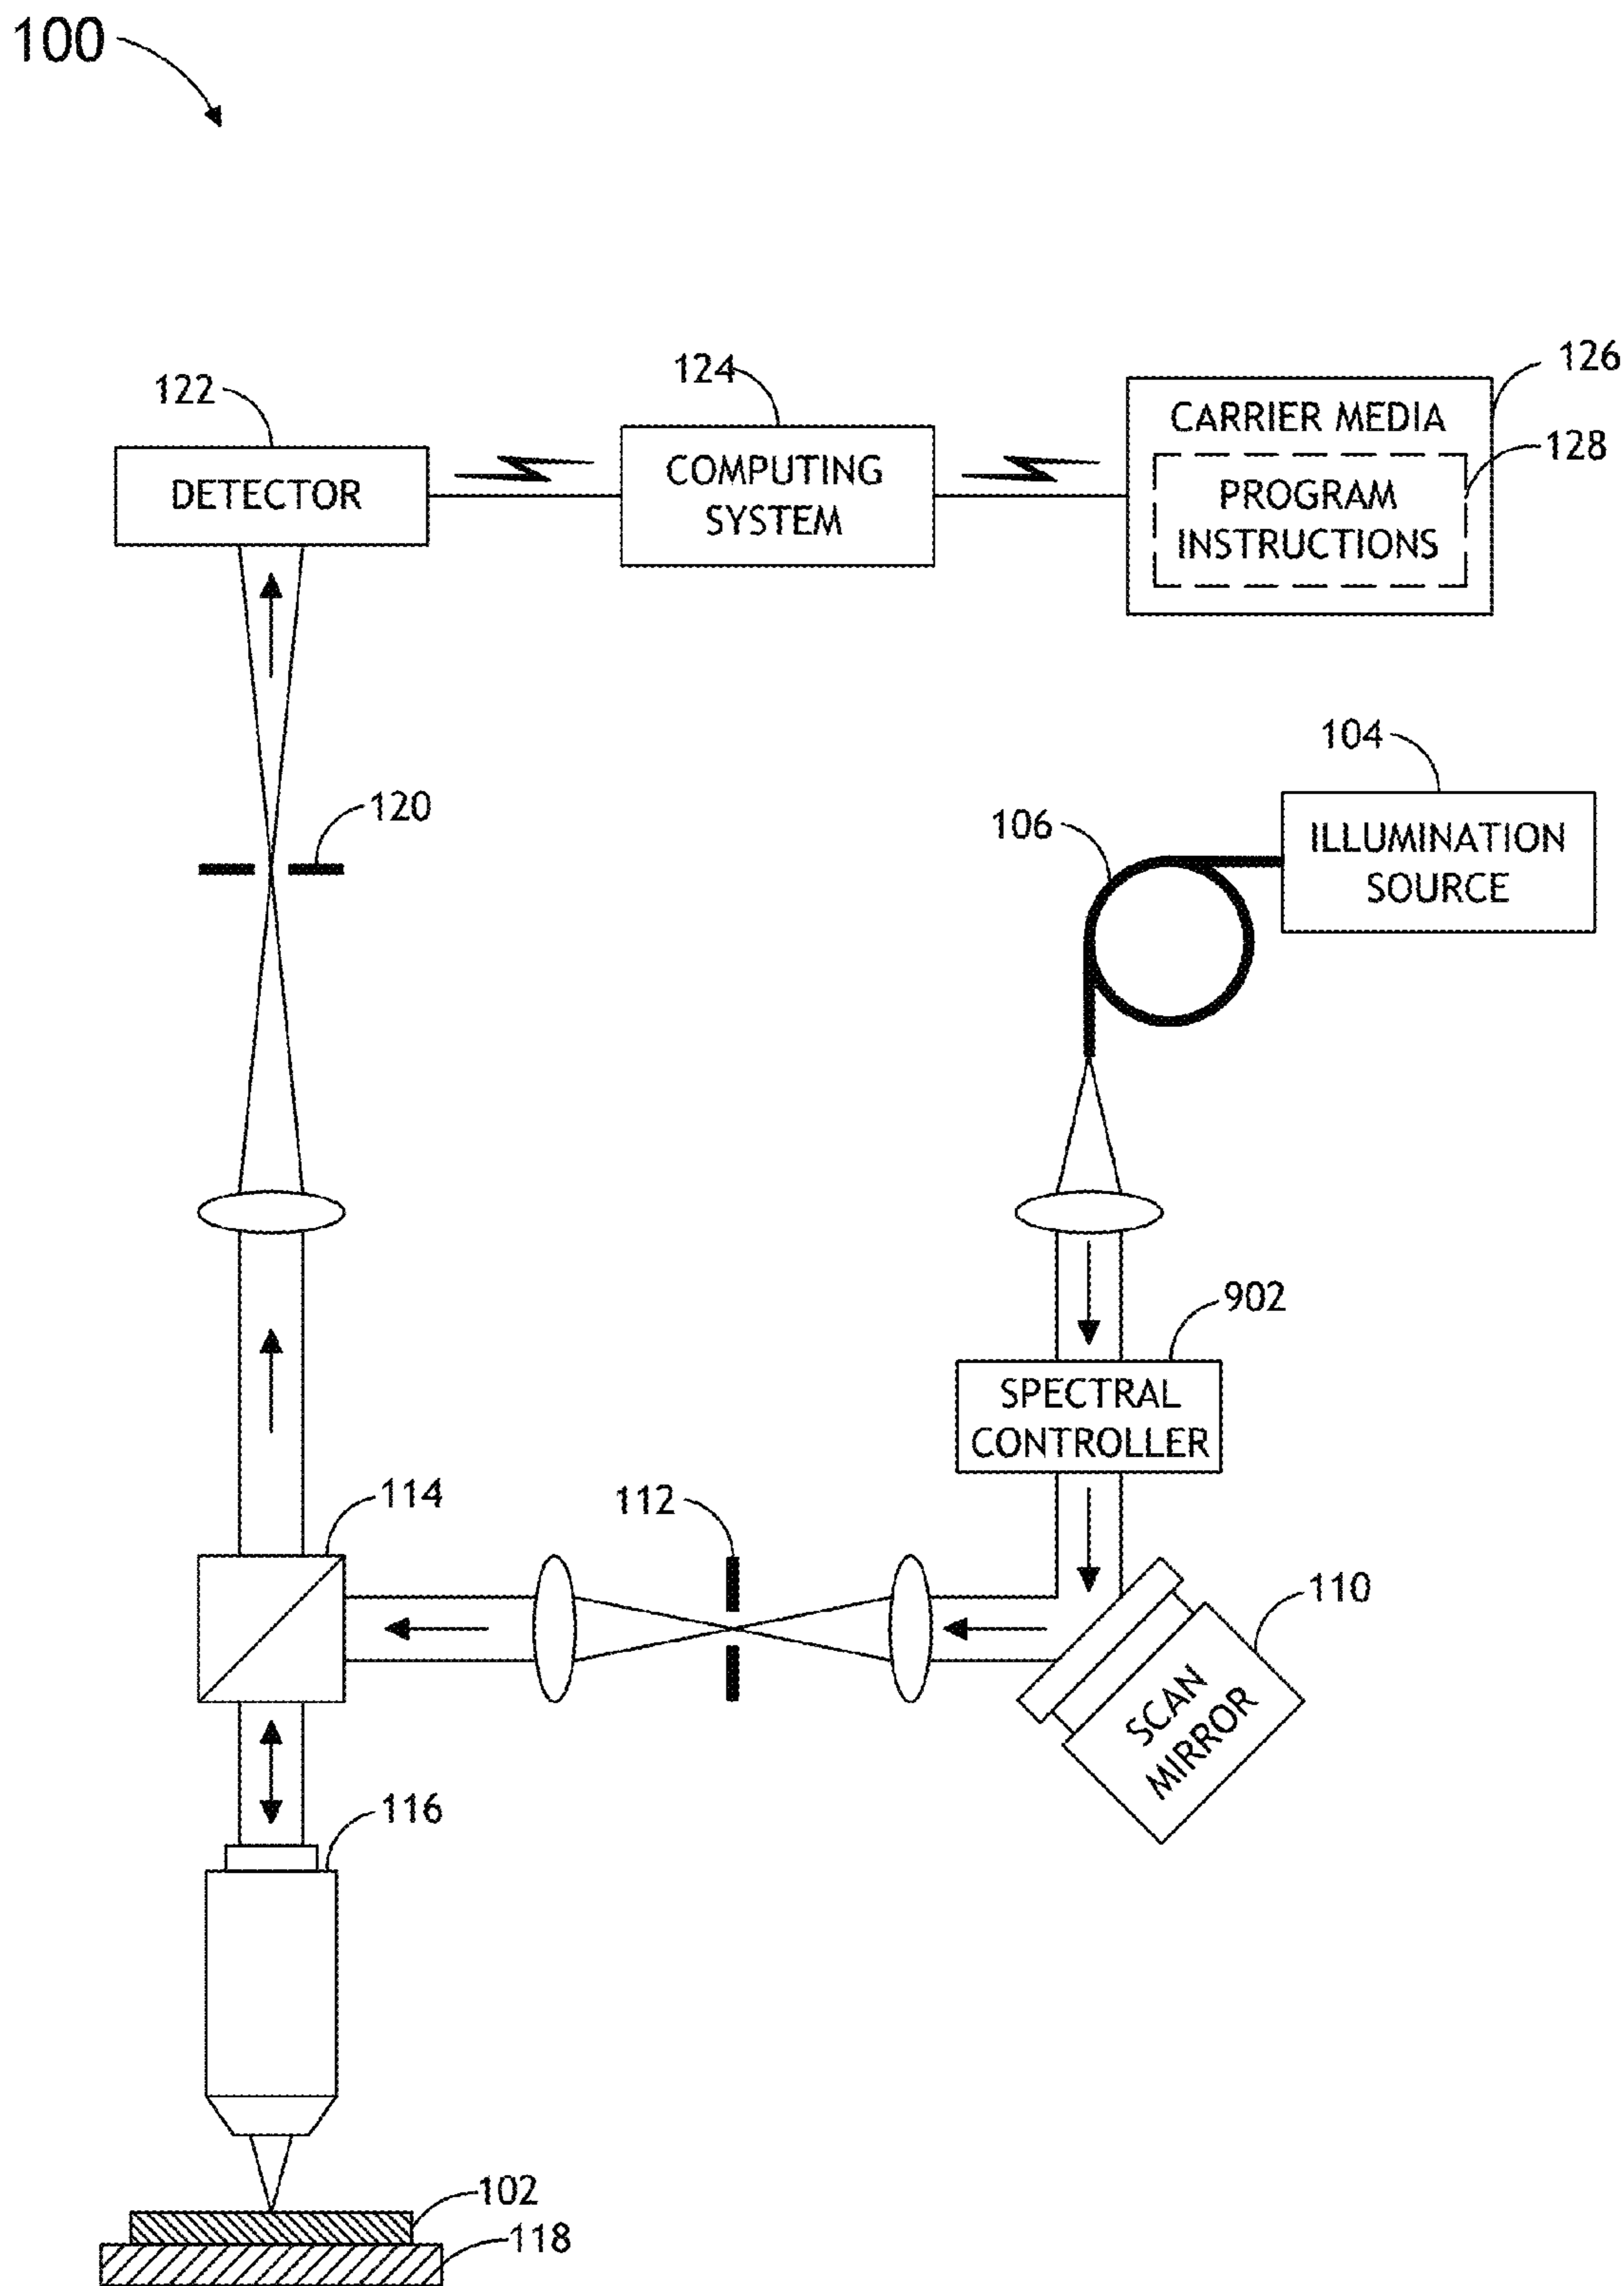 100
124
126
122
CARRIER MEDIA
128
DETECTOR
COMPUTING
SYSTEM
PROGRAM
INSTRUCTIONS
104
120
106
ILLUMINATION
SOURCE
902
SPECTRAL
CONTROLLER
114
112
110
SCAN
MIRROR
116
102
118